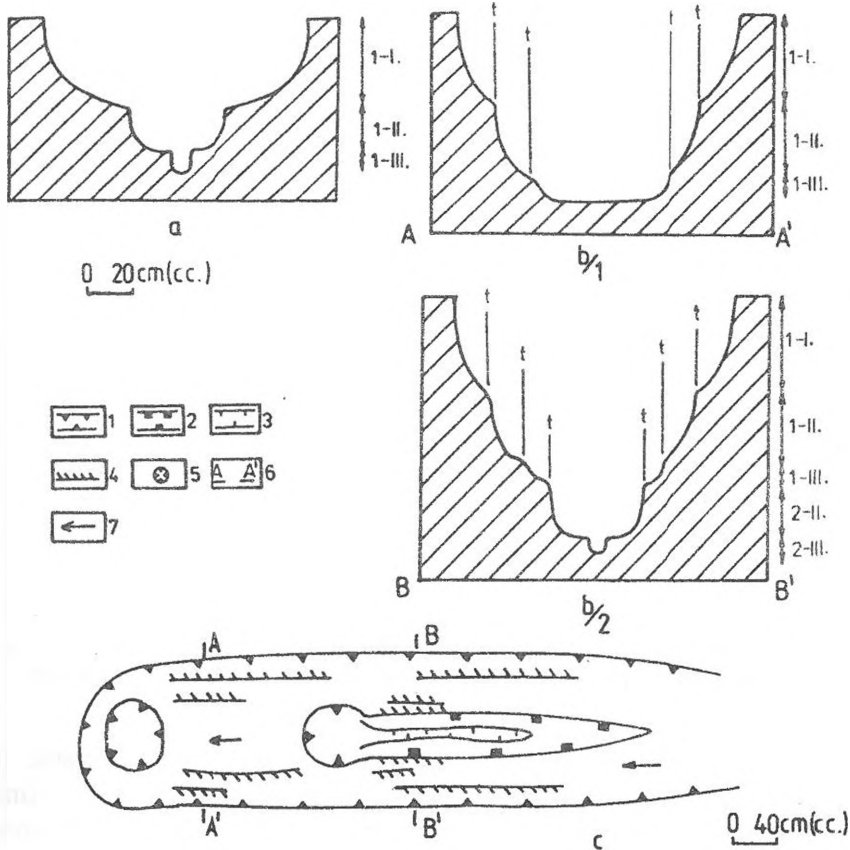 1-I.
1-II.
1-III.
a
0 20cm(cc.)
t t t t
1-I.
1-II.
1-III.
A A'
b/1
t t t t t t
1-I.
1-II.
1-III.
2-II.
2-III.
B B'
b/2
1 2 3
4 5 A A' 6
7
A B
A' B'
c
0 40cm(cc.)